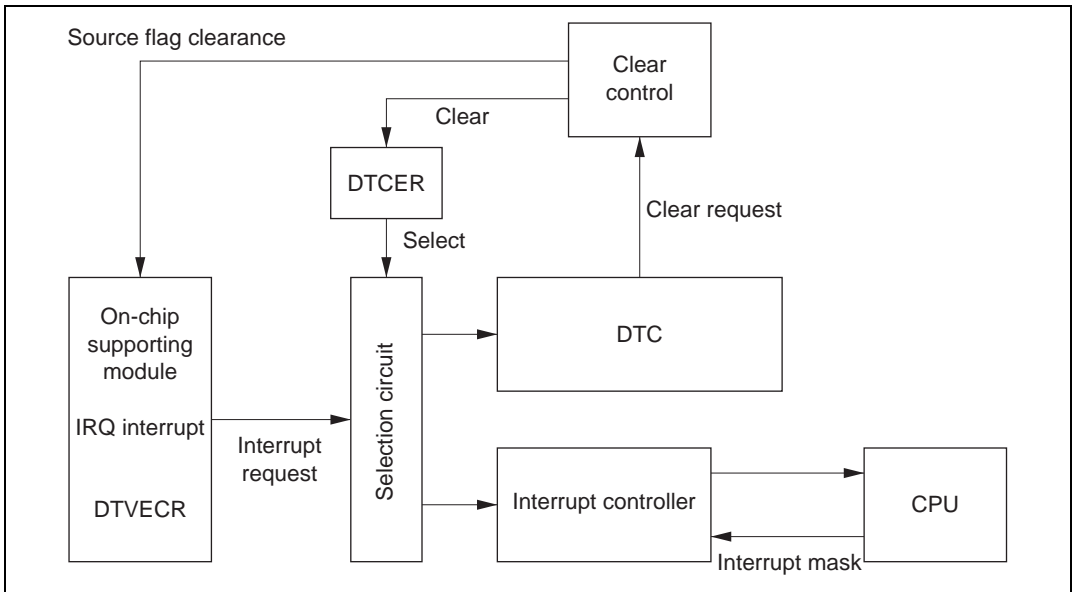 Source flag clearance
Clear
control
Clear
DTCER
Clear request
Select
On-chip
supporting
module
IRQ interrupt
DTVECR
Interrupt
request
Selection circuit
DTC
Interrupt controller
CPU
Interrupt mask